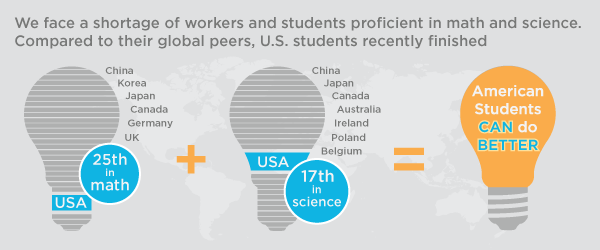 We face a shortage of workers and students proficient in math and science.
Compared to their global peers, U.S. students recently finished
China
Korea
Japan
Canada
Germany
UK
USA
25th
in
math
+
China
Japan
Canada
Australia
Ireland
Poland
Belgium
USA
17th
in
science
=
American
Students
CAN do
BETTER